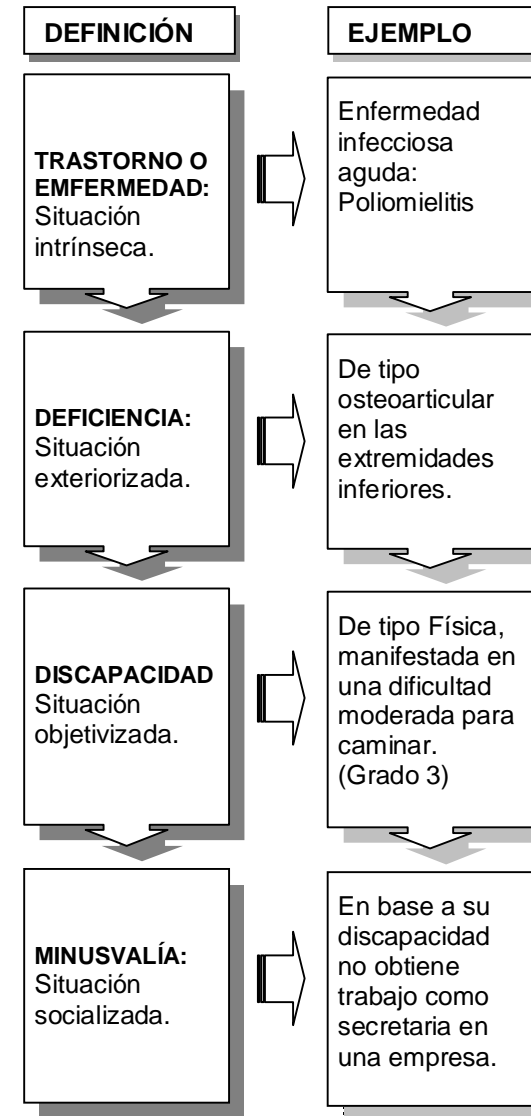 DEFINICIÓN
EJEMPLO
TRASTORNO O
EMFERMEDAD:
Situación
intrínseca.
Enfermedad
infecciosa
aguda:
Poliomielitis
DEFICIENCIA:
Situación
exteriorizada.
De tipo
osteoarticular
en las
extremidades
inferiores.
DISCAPACIDAD
Situación
objetivizada.
De tipo Física,
manifestada en
una dificultad
moderada para
caminar.
(Grado 3)
MINUSVALÍA:
Situación
socializada.
En base a su
discapacidad
no obtiene
trabajo como
secretaria en
una empresa.